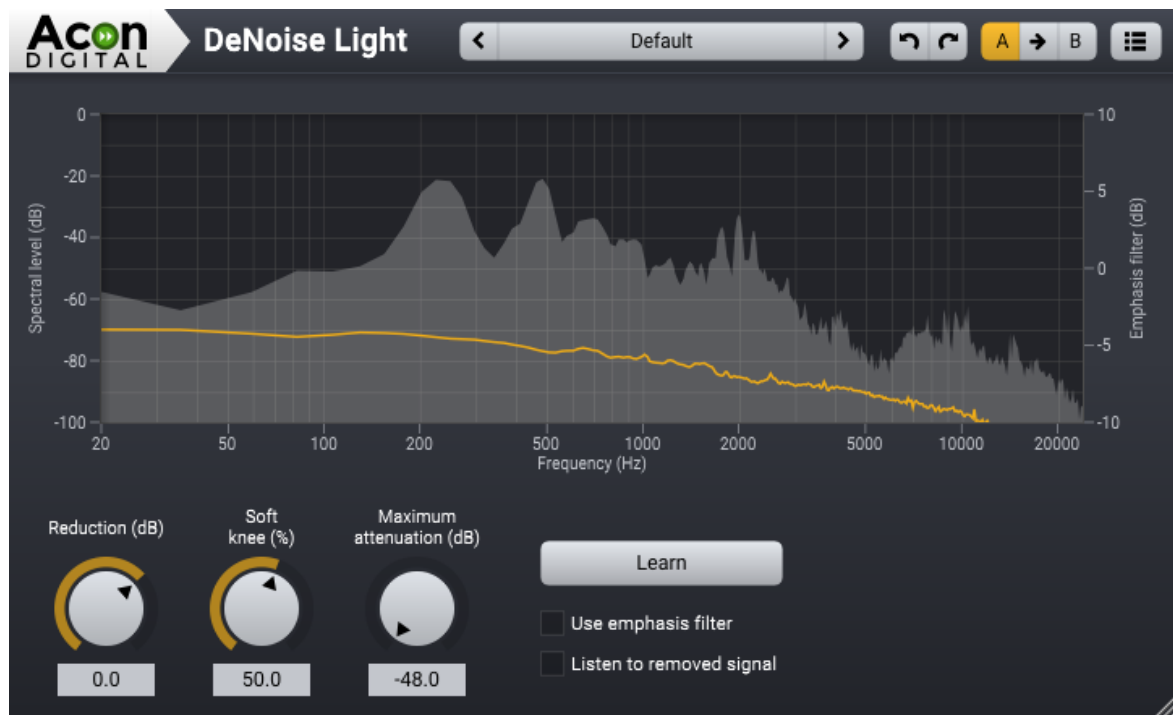 Acon
DIGITAL
DeNoise Light
Default
A
B
0
-20
-40
-60
-80
-100
Spectral level (dB)
10
5
0
-5
-10
Emphasis filter (dB)
20 50 100 200 500 1000 2000 5000 10000 20000
Frequency (Hz)
Reduction (dB)
Soft
knee (%)
Maximum
attenuation (dB)
0.0
50.0
-48.0
Learn
Use emphasis filter
Listen to removed signal